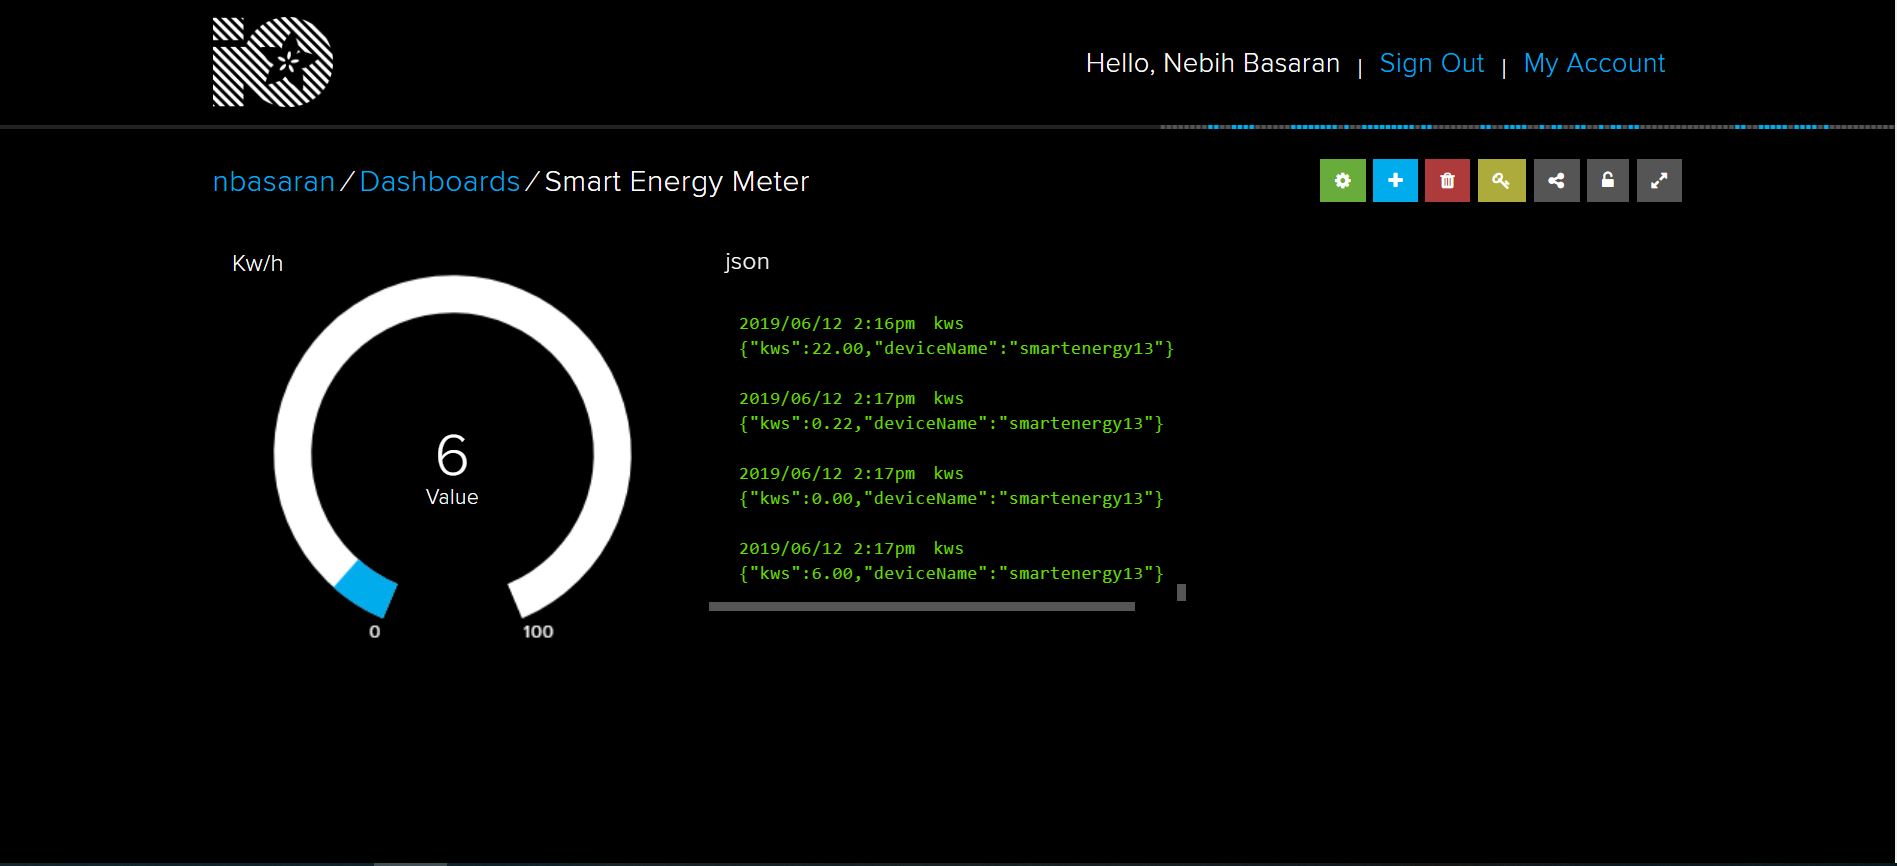 iO
Hello, Nebih Basaran | Sign Out | My Account
nbasaran / Dashboards / Smart Energy Meter
Kw/h
6
Value
0
100
json
2019/06/12 2:16pm kws
{"kws":22.00,"deviceName":"smartenergy13"}
2019/06/12 2:17pm kws
{"kws":0.22,"deviceName":"smartenergy13"}
2019/06/12 2:17pm kws
{"kws":0.00,"deviceName":"smartenergy13"}
2019/06/12 2:17pm kws
{"kws":6.00,"deviceName":"smartenergy13"}